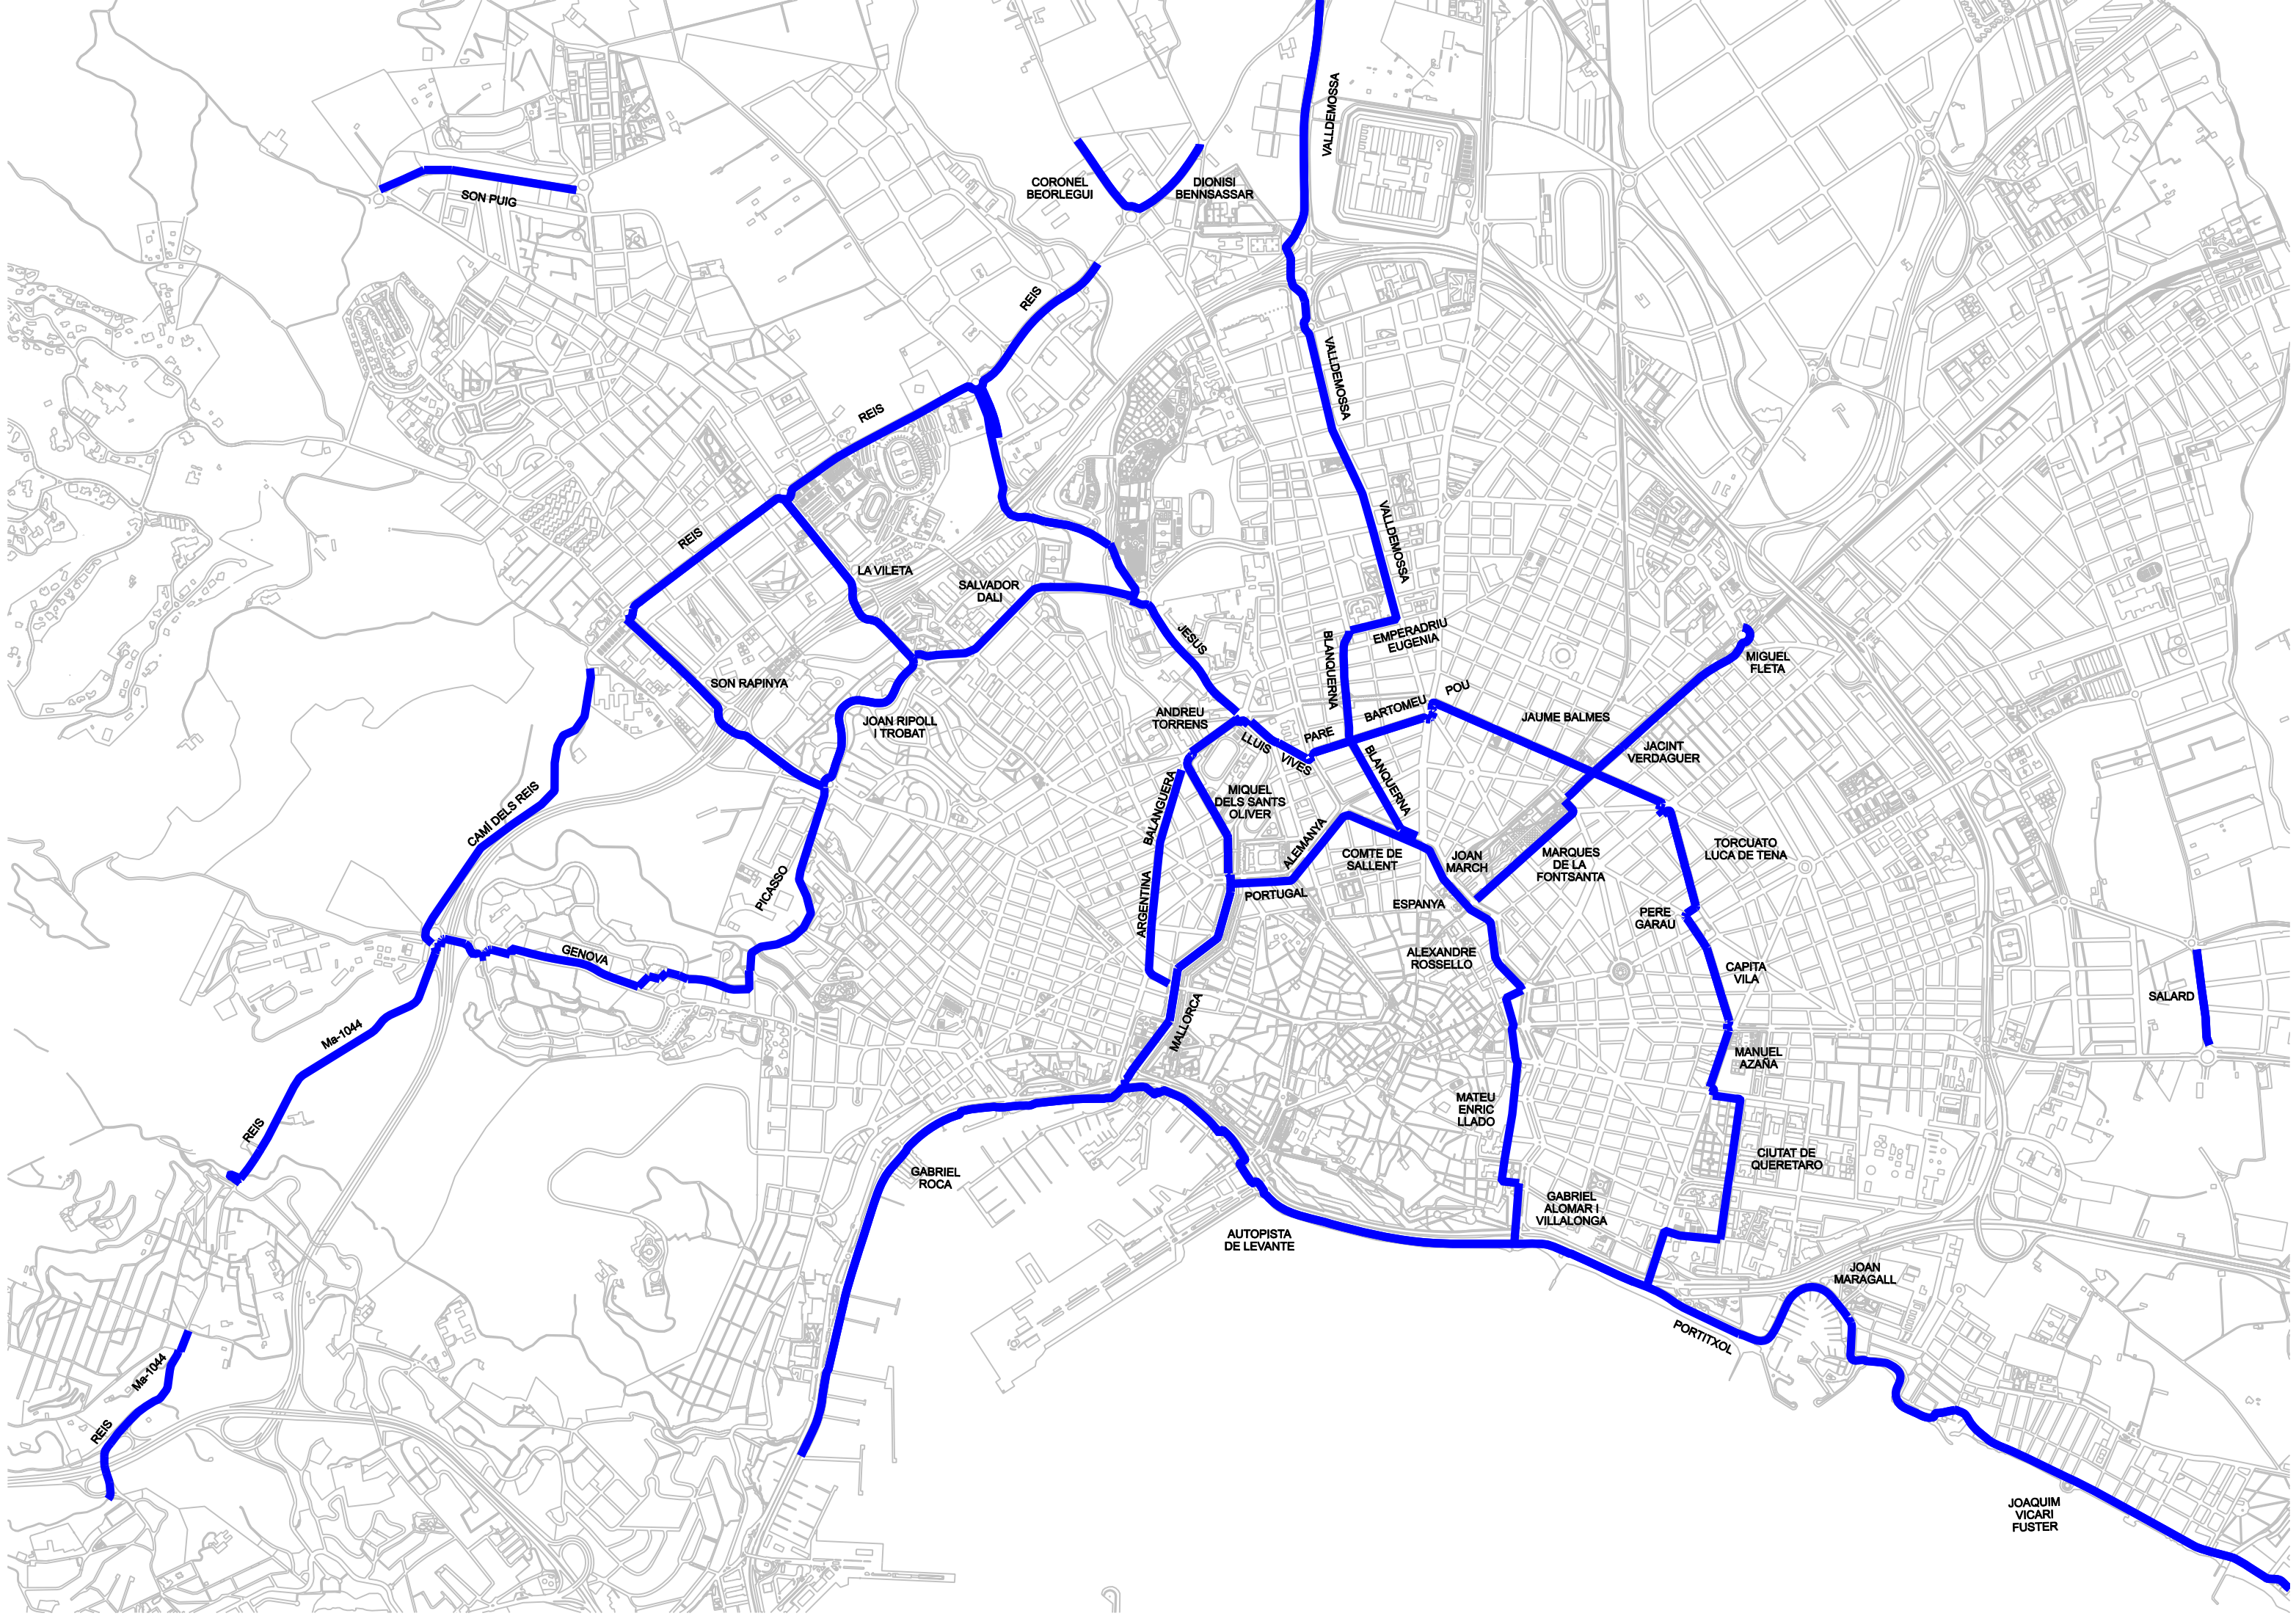 VALLDEMOSSA
CORONEL
BEORLEGUI
DIONISI
BENNSASSAR
SON PUIG
REIS
VALLDEMOSSA
REIS
REIS
VALLDEMOSSA
LA VILETA
SALVADOR
DALI
JESUS
EMPERADRIU
EUGENIA
BLANQUERNA
MIGUEL
FLETA
SON RAPINYA
JOAN RIPOLL
I TROBAT
ANDREU
TORRENS
LLUIS
VIVES
PARE
BARTOMEU
POU
JAUME BALMES
JACINT
VERDAGUER
BLANQUERNA
CAMÍ DELS REIS
BALANGUERA
MIQUEL
DELS SANTS
OLIVER
ALEMANYA
COMTE DE
SALLENT
JOAN
MARCH
MARQUES
DE LA
FONTSANTA
TORCUATO
LUCA DE TENA
PICASSO
ARGENTINA
PORTUGAL
ESPANYA
PERE
GARAU
GENOVA
ALEXANDRE
ROSSELLO
CAPITA
VILA
SALARD
Ma-1044
MALLORCA
MANUEL
AZAÑA
REIS
MATEU
ENRIC
LLADO
GABRIEL
ROCA
CIUTAT DE
QUERETARO
GABRIEL
ALOMAR I
VILLALONGA
AUTOPISTA
DE LEVANTE
JOAN
MARAGALL
PORTITXOL
Ma-1044
REIS
JOAQUIM
VICARI
FUSTER